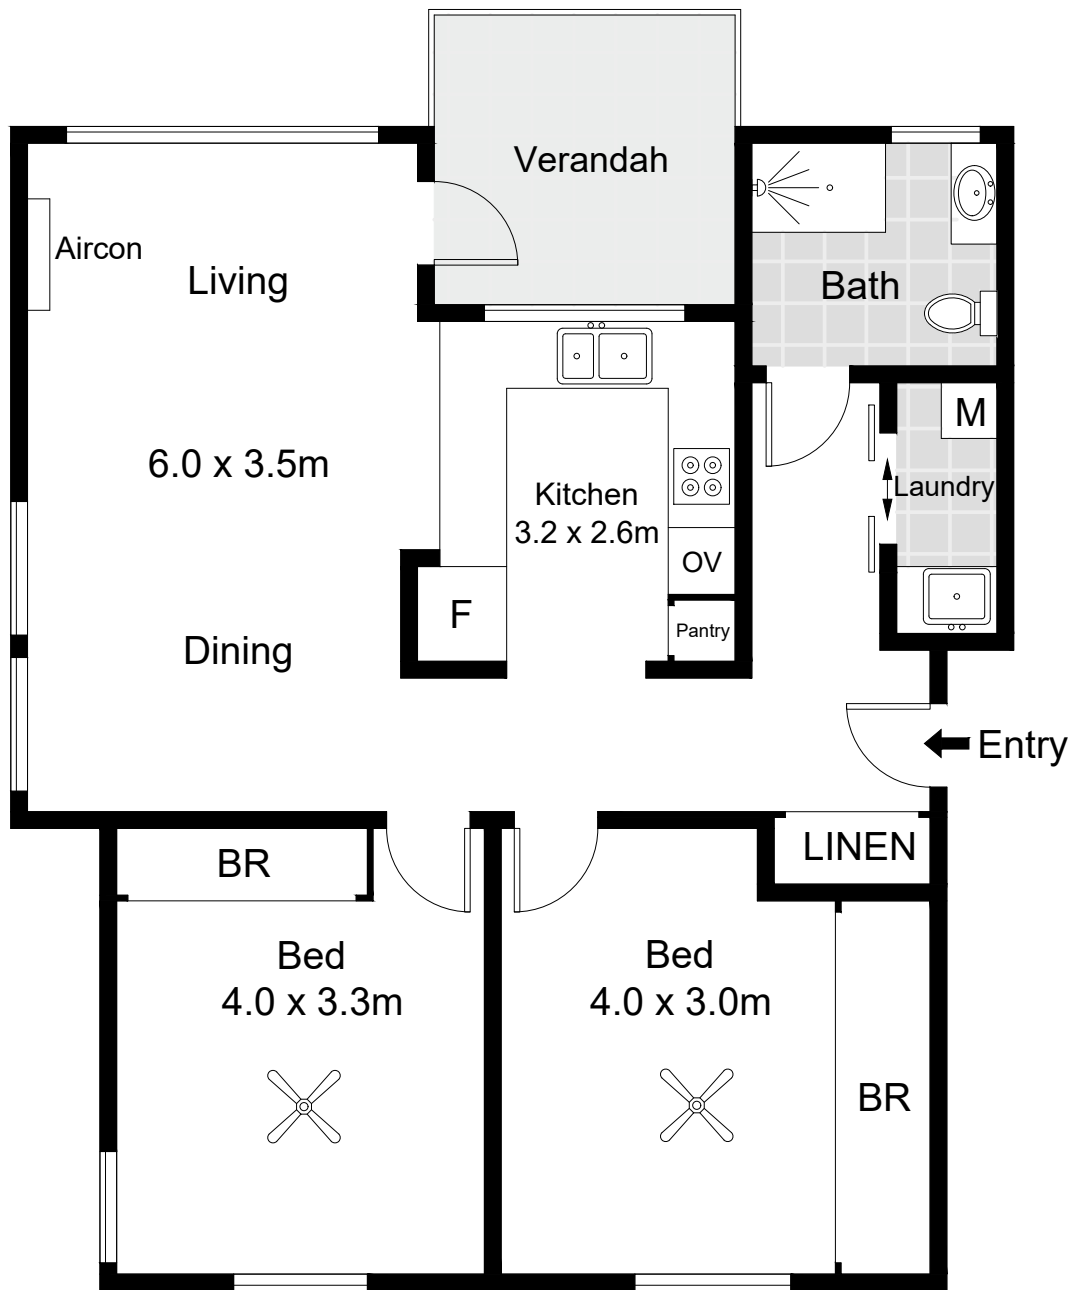 Verandah
Aircon
Living
Bath
6.0 x 3.5m
M
Kitchen
3.2 x 2.6m
Laundry
OV
F
Pantry
Dining
Entry
BR
LINEN
Bed
4.0 x 3.3m
Bed
4.0 x 3.0m
BR